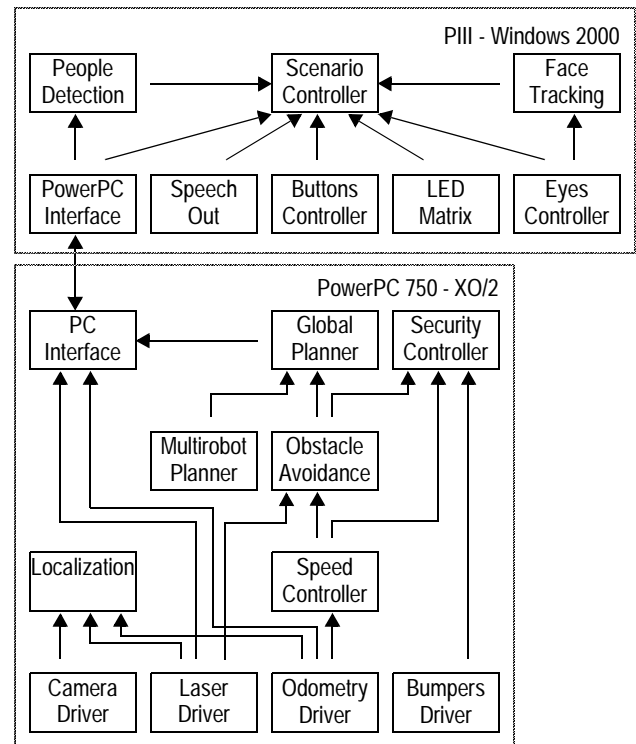 PIII - Windows 2000
People
Detection
Scenario
Controller
Face
Tracking
PowerPC
Interface
Speech
Out
Buttons
Controller
LED
Matrix
Eyes
Controller
PowerPC 750 - XO/2
PC
Interface
Global
Planner
Security
Controller
Multirobot
Planner
Obstacle
Avoidance
Localization
Speed
Controller
Camera
Driver
Laser
Driver
Odometry
Driver
Bumpers
Driver